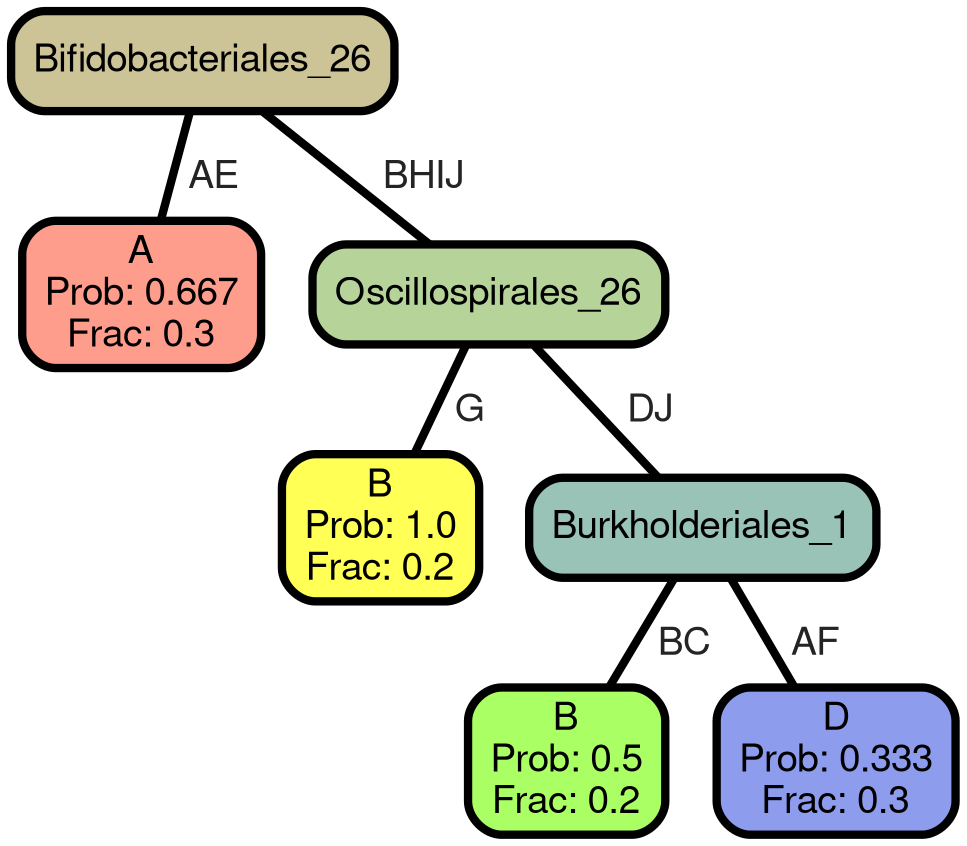 Bifidobacteriales_26
AE
BHIJ
A
Prob: 0.667
Frac: 0.3
Oscillospirales_26
G
DJ
B
Prob: 1.0
Frac: 0.2
Burkholderiales_1
BC
AF
B
Prob: 0.5
Frac: 0.2
D
Prob: 0.333
Frac: 0.3